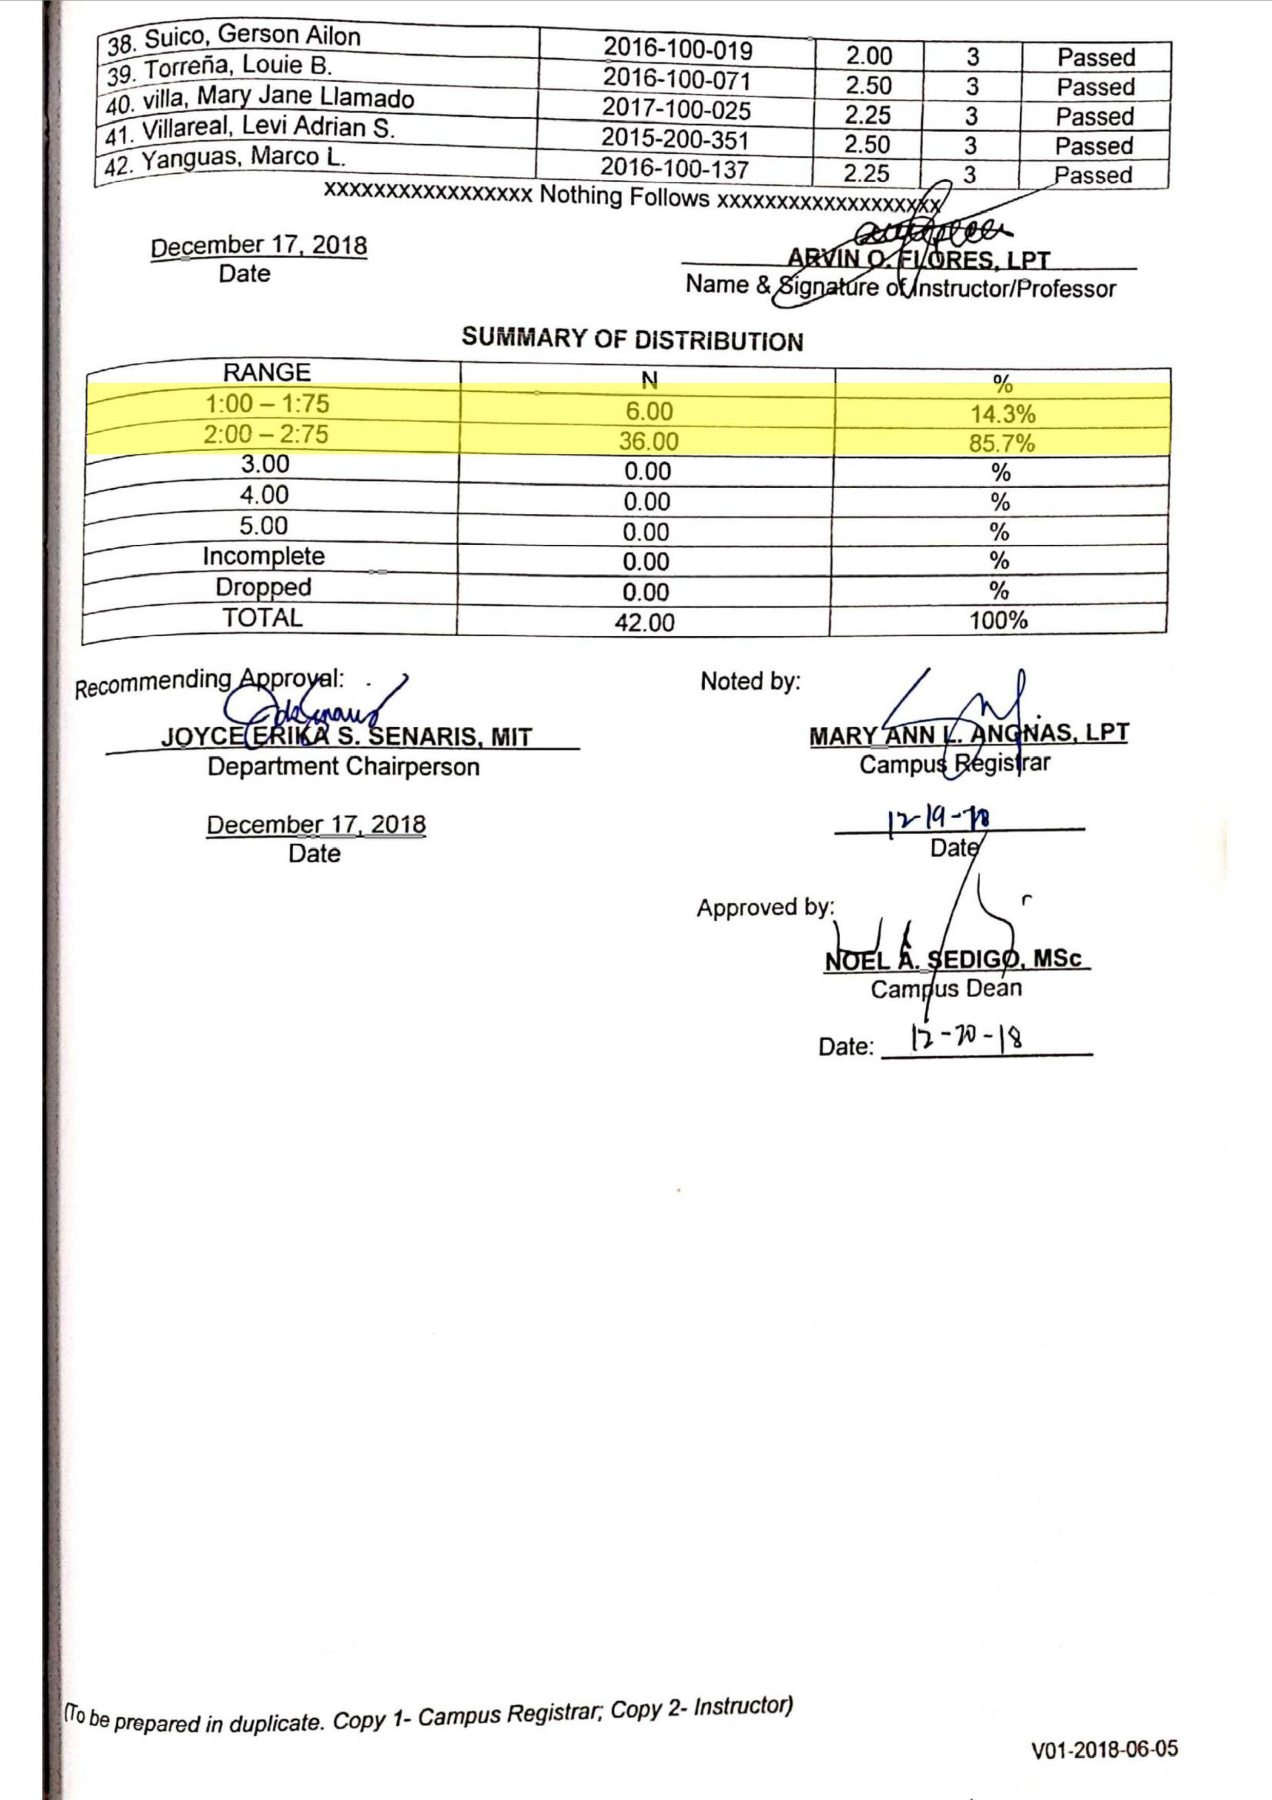 38. Suico, Gerson Ailon 2016-100-019 2.00 3 Passed
39. Torreña, Louie B. 2016-100-071 2.50 3 Passed
40. villa, Mary Jane Llamado 2017-100-025 2.25 3 Passed
41. Villareal, Levi Adrian S. 2015-200-351 2.50 3 Passed
42. Yanguas, Marco L. 2016-100-137 2.25 3 Passed
xxxxxxxxxxxxxxxxx Nothing Follows xxxxxxxxxxxxxxxxxx
December 17, 2018
Date
ARVIN O. FLORES, LPT
Name & Signature of Instructor/Professor
SUMMARY OF DISTRIBUTION
RANGE N %
1:00 – 1:75 6.00 14.3%
2:00 – 2:75 36.00 85.7%
3.00 0.00 %
4.00 0.00 %
5.00 0.00 %
Incomplete 0.00 %
Dropped 0.00 %
TOTAL 42.00 100%
Recommending Approval:
JOYCE ERIKA S. SENARIS, MIT
Department Chairperson
December 17, 2018
Date
Noted by:
MARY ANN L. ANGNAS, LPT
Campus Registrar
12-19-18
Date
Approved by:
NOEL A. SEDIGO, MSc
Campus Dean
Date: 12-20-18
(To be prepared in duplicate. Copy 1- Campus Registrar; Copy 2- Instructor)
V01-2018-06-05